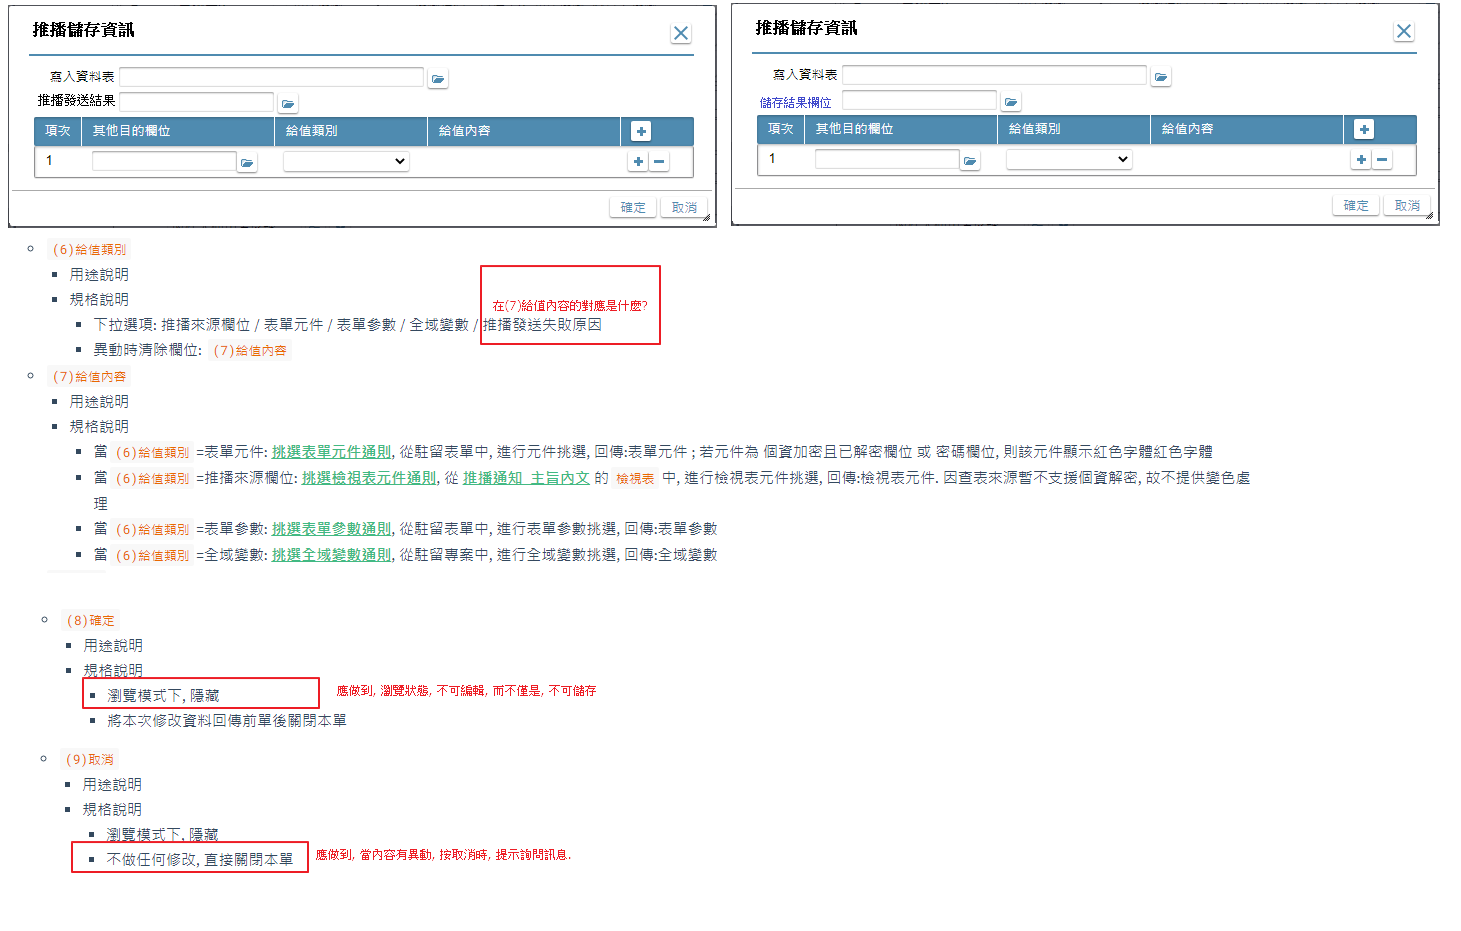 推播儲存資訊
寫入資料表
推播發送結果
項次 其他目的欄位 給值類別 給值內容
1
確定 取消
推播儲存資訊
寫入資料表
儲存結果欄位
項次 其他目的欄位 給值類別 給值內容
1
確定 取消
(6)給值類別
用途說明
規格說明
在(7)給值內容的對應是什麼?
下拉選項: 推播來源欄位 / 表單元件 / 表單參數 / 全域變數 / 推播發送失敗原因
異動時清除欄位: (7)給值內容
(7)給值內容
用途說明
規格說明
當 (6)給值類別 =表單元件: 挑選表單元件通則, 從駐留表單中, 進行元件挑選, 回傳:表單元件 ; 若元件為 個資加密且已解密欄位 或 密碼欄位, 則該元件顯示紅色字體紅色字體
當 (6)給值類別 =推播來源欄位: 挑選檢視表元件通則, 從 推播通知_主旨內文 的 檢視表 中, 進行檢視表元件挑選, 回傳:檢視表元件. 因查表來源暫不支援個資解密, 故不提供變色處
理
當 (6)給值類別 =表單參數: 挑選表單參數通則, 從駐留表單中, 進行表單參數挑選, 回傳:表單參數
當 (6)給值類別 =全域變數: 挑選全域變數通則, 從駐留專案中, 進行全域變數挑選, 回傳:全域變數
(8)確定
用途說明
規格說明
瀏覽模式下, 隱藏
應做到, 瀏覽狀態, 不可編輯, 而不僅是, 不可儲存
將本次修改資料回傳前單後關閉本單
(9)取消
用途說明
規格說明
瀏覽模式下, 隱藏
不做任何修改, 直接關閉本單
應做到, 當內容有異動, 按取消時, 提示詢問訊息.